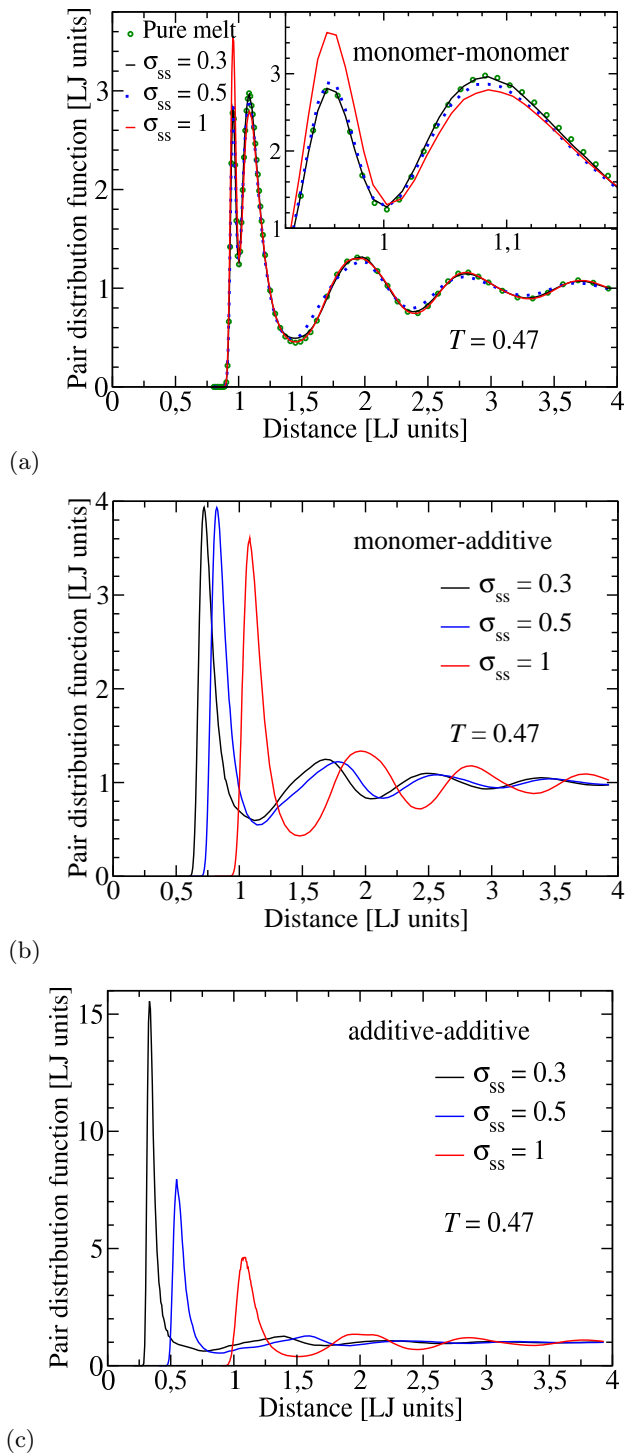 Pair distribution function [LJ units]
Pure melt
σss = 0.3
σss = 0.5
σss = 1
monomer-monomer
3
2
1
1
1,1
T = 0.47
3
2
1
0
0
0,5
1
1,5
2
2,5
3
3,5
4
Distance [LJ units]
(a)
Pair distribution function [LJ units]
monomer-additive
σss = 0.3
σss = 0.5
σss = 1
T = 0.47
4
3
2
1
0
0
0,5
1
1,5
2
2,5
3
3,5
4
Distance [LJ units]
(b)
Pair distribution function [LJ units]
additive-additive
σss = 0.3
σss = 0.5
σss = 1
T = 0.47
15
10
5
0
0
0,5
1
1,5
2
2,5
3
3,5
4
Distance [LJ units]
(c)